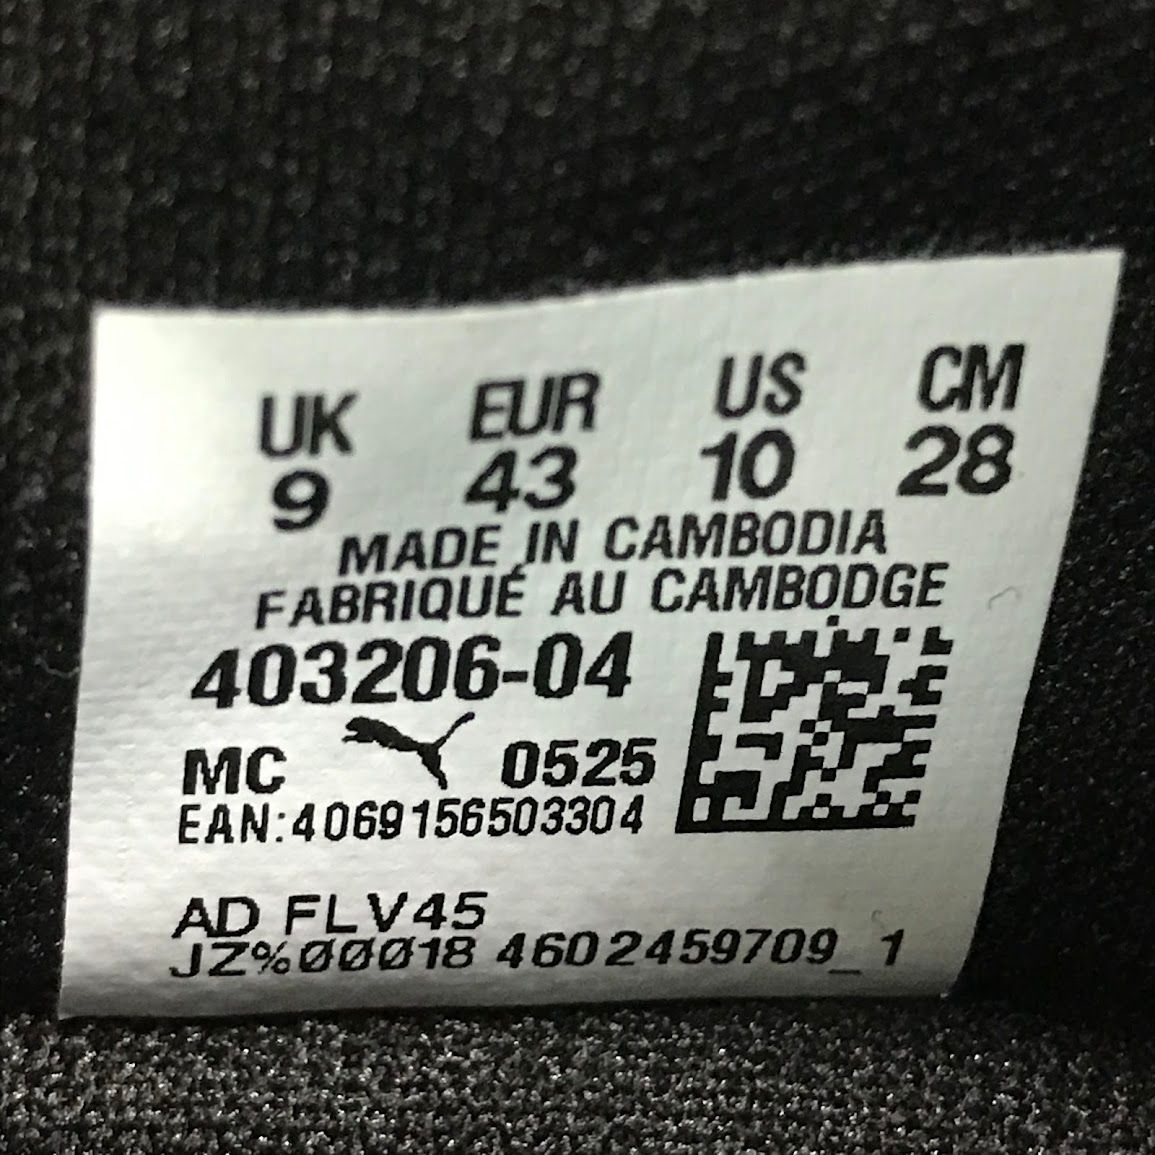 UK EUR US CM
9 43 10 28
MADE IN CAMBODIA
FABRIQUÉ AU CAMBODGE
403206-04
MC 0525
EAN:4069156503304
AD FLV45
JZ%ØØØ18 4602459709_1